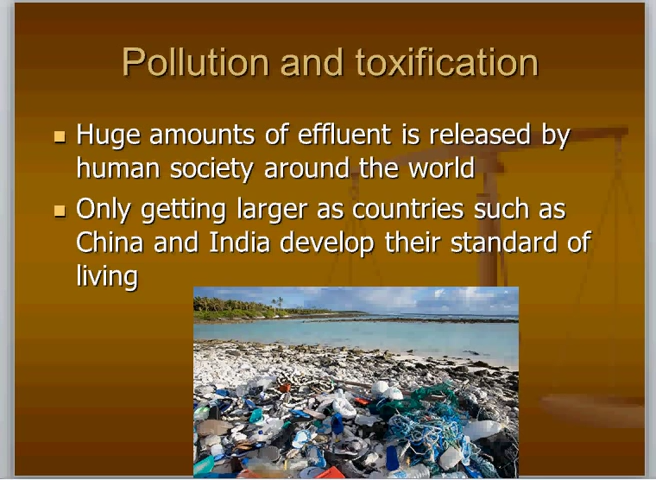 Pollution and toxification
Huge amounts of effluent is released by
human society around the world
Only getting larger as countries such as
China and India develop their standard of
living